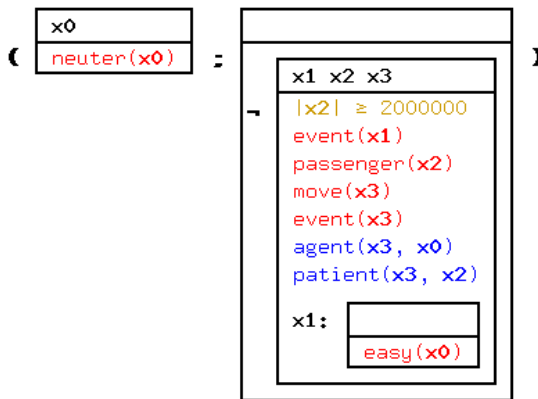 x0
( neuter(x0) ; )
x1 x2 x3
¬ |x2| ≥ 2000000
event(x1)
passenger(x2)
move(x3)
event(x3)
agent(x3, x0)
patient(x3, x2)
x1:
easy(x0)